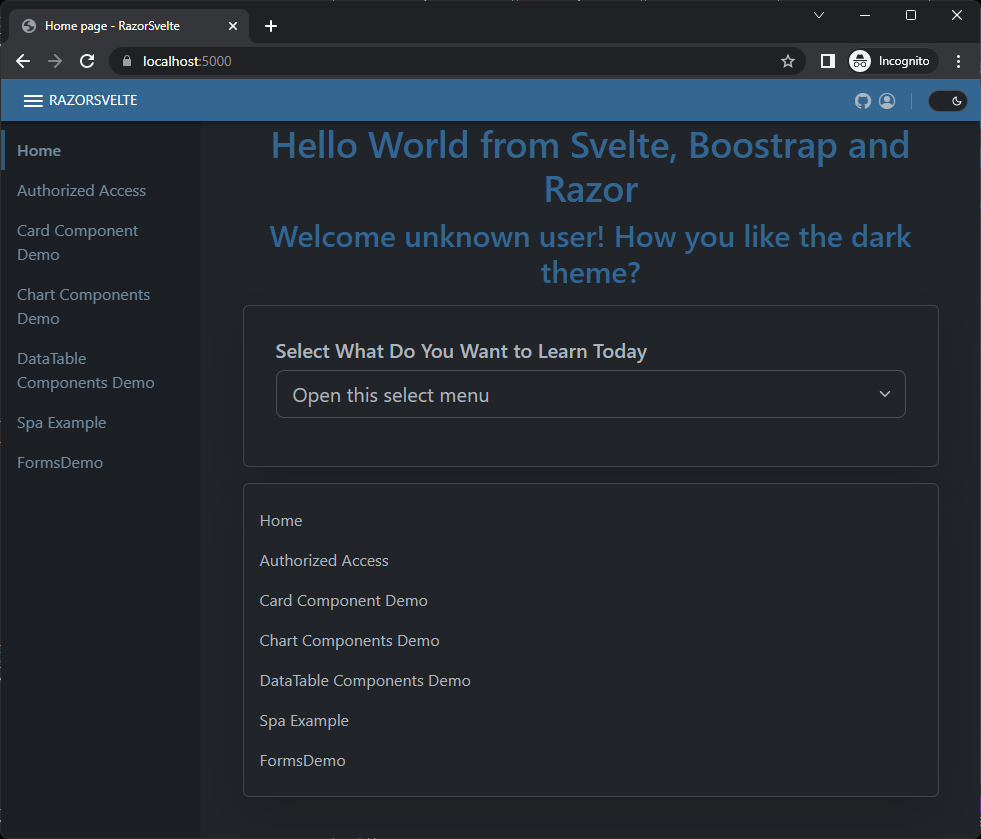 Home page - RazorSvelte
localhost:5000
Incognito
RAZORSVELTE
Home
Authorized Access
Card Component
Demo
Chart Components
Demo
DataTable
Components Demo
Spa Example
FormsDemo
Hello World from Svelte, Boostrap and
Razor
Welcome unknown user! How you like the dark
theme?
Select What Do You Want to Learn Today
Open this select menu
Home
Authorized Access
Card Component Demo
Chart Components Demo
DataTable Components Demo
Spa Example
FormsDemo